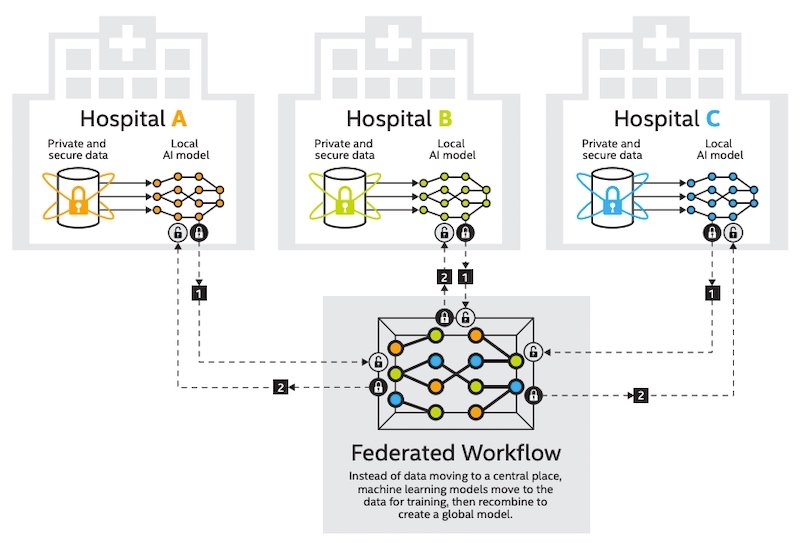 Hospital A
Private and
secure data
Local
AI model
Hospital B
Private and
secure data
Local
AI model
Hospital C
Private and
secure data
Local
AI model
1
2
1
1
2
2
Federated Workflow
Instead of data moving to a central place,
machine learning models move to the
data for training, then recombine to
create a global model.